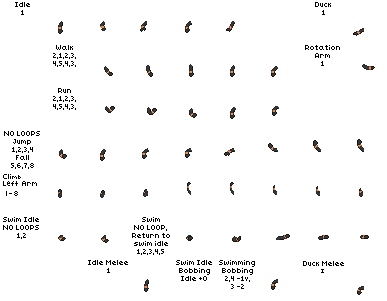 Idle
1
Duck
1
Walk
2,1,2,3,
4,5,4,3,
Rotation
Arm
1
Run
2,1,2,3,
4,5,4,3,
NO LOOPS
Jump
1,2,3,4
Fall
5,6,7,8
Climb
Left Arm
1-8
Swim Idle
NO LOOPS
1,2
Swim
NO LOOP,
Return to
swim idle
1,2,3,4,5
Swim Idle
Bobbing
Idle +0
Swimming
Bobbing
2,4 -1v,
3 -2
Idle Melee
1
Duck Melee
1